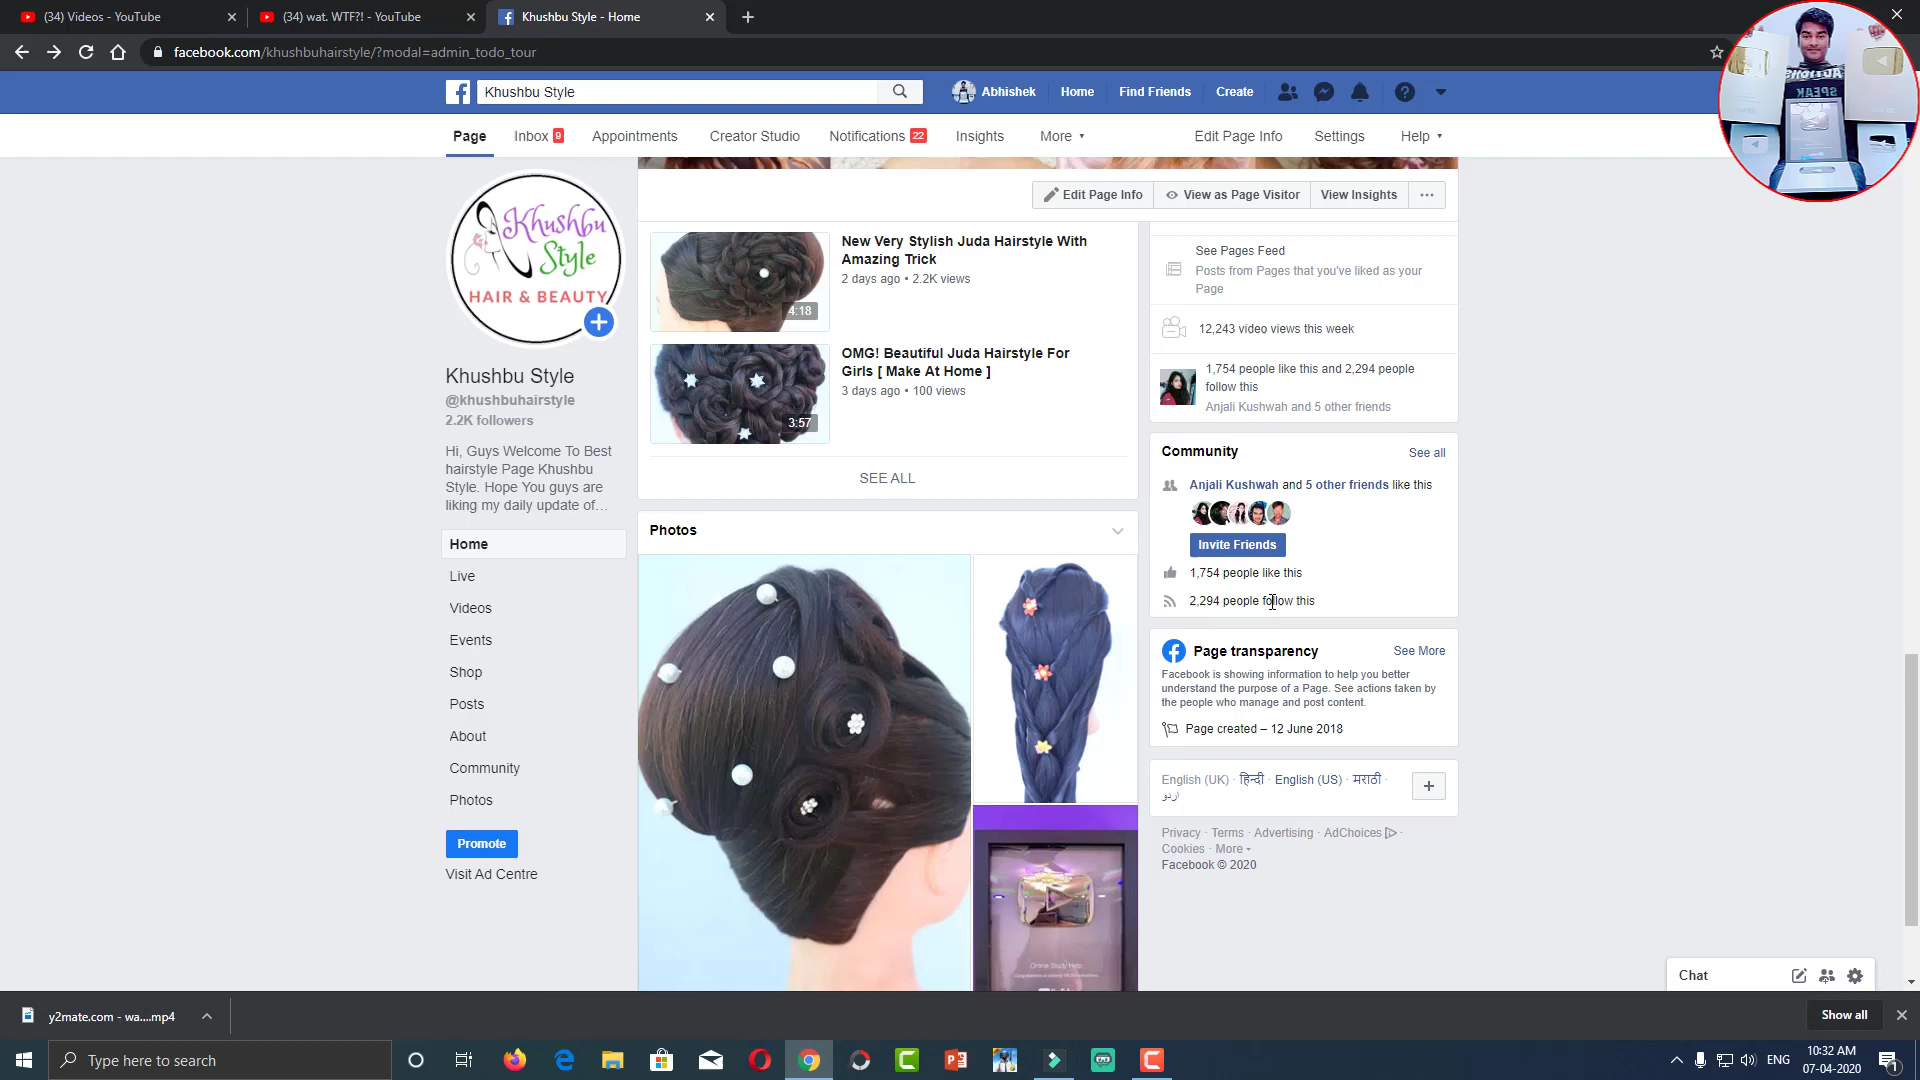 (34) Videos - YouTube
(34) wat. WTF?! - YouTube
Khushbu Style - Home
facebook.com/khushbuhairstyle/?modal=admin_todo_tour
Khushbu Style
Abhishek
Home
Find Friends
Create
SPEAK
Page
Inbox 9
Appointments
Creator Studio
Notifications 22
Insights
More
Edit Page Info
Settings
Help
Edit Page Info
View as Page Visitor
View Insights
Khushbu
Style
HAIR & BEAUTY
Khushbu Style
@khushbuhairstyle
2.2K followers
Hi, Guys Welcome To Best
hairstyle Page Khushbu
Style. Hope You guys are
liking my daily update of...
Home
Live
Videos
Events
Shop
Posts
About
Community
Photos
Promote
Visit Ad Centre
New Very Stylish Juda Hairstyle With
Amazing Trick
2 days ago • 2.2K views
4:18
OMG! Beautiful Juda Hairstyle For
Girls [ Make At Home ]
3 days ago • 100 views
3:57
SEE ALL
Photos
Online Study Help
See Pages Feed
Posts from Pages that you've liked as your
Page
12,243 video views this week
1,754 people like this and 2,294 people
follow this
Anjali Kushwah and 5 other friends
Community
See all
Anjali Kushwah and 5 other friends like this
Invite Friends
1,754 people like this
2,294 people follow this
Page transparency
See More
Facebook is showing information to help you better
understand the purpose of a Page. See actions taken by
the people who manage and post content.
Page created – 12 June 2018
English (UK) · हिन्दी · English (US) · मराठी ·
اردو
Privacy · Terms · Advertising · AdChoices ·
Cookies · More
Facebook © 2020
Chat
y2mate.com - wa....mp4
Show all
Type here to search
ENG
10:32 AM
07-04-2020
1